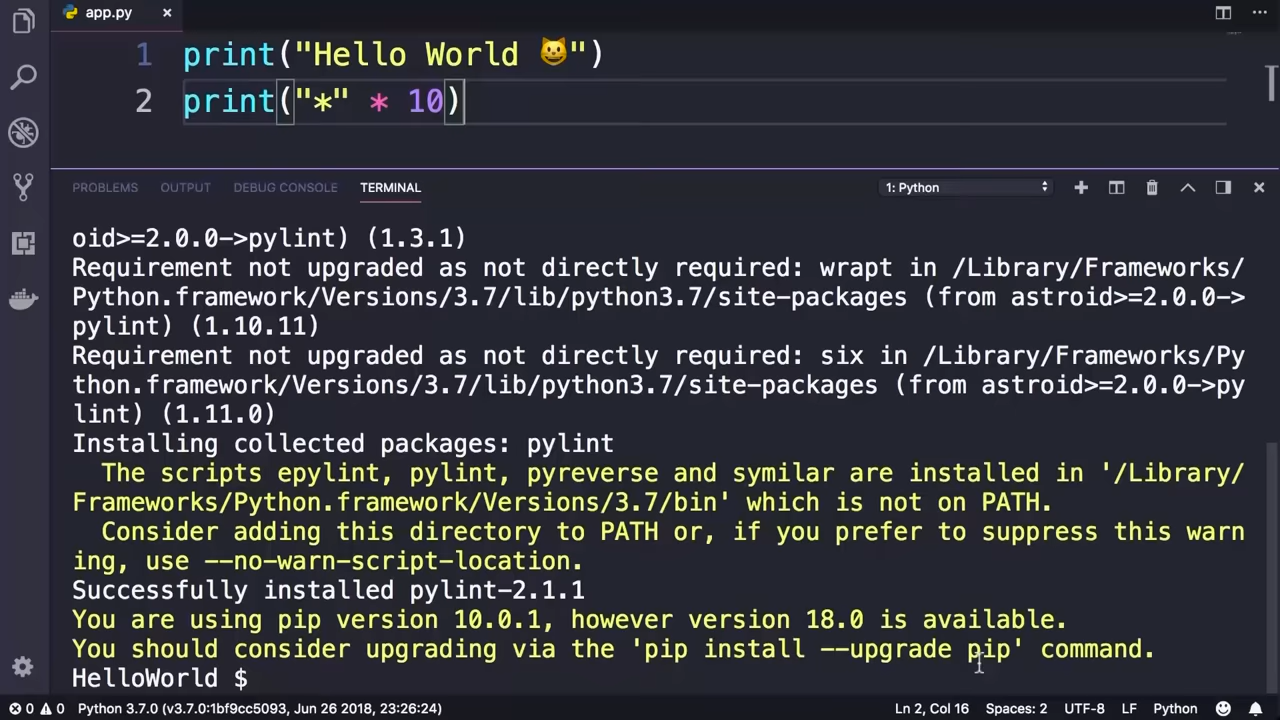 app.py
1 print("Hello World 😺")
2 print("*" * 10)
PROBLEMS OUTPUT DEBUG CONSOLE TERMINAL 1: Python
oid>=2.0.0->pylint) (1.3.1)
Requirement not upgraded as not directly required: wrapt in /Library/Frameworks/
Python.framework/Versions/3.7/lib/python3.7/site-packages (from astroid>=2.0.0->
pylint) (1.10.11)
Requirement not upgraded as not directly required: six in /Library/Frameworks/Py
thon.framework/Versions/3.7/lib/python3.7/site-packages (from astroid>=2.0.0->py
lint) (1.11.0)
Installing collected packages: pylint
The scripts epylint, pylint, pyreverse and symilar are installed in '/Library/
Frameworks/Python.framework/Versions/3.7/bin' which is not on PATH.
Consider adding this directory to PATH or, if you prefer to suppress this warn
ing, use --no-warn-script-location.
Successfully installed pylint-2.1.1
You are using pip version 10.0.1, however version 18.0 is available.
You should consider upgrading via the 'pip install --upgrade pip' command.
HelloWorld $
0 0 Python 3.7.0 (v3.7.0:1bf9cc5093, Jun 26 2018, 23:26:24) Ln 2, Col 16 Spaces: 2 UTF-8 LF Python